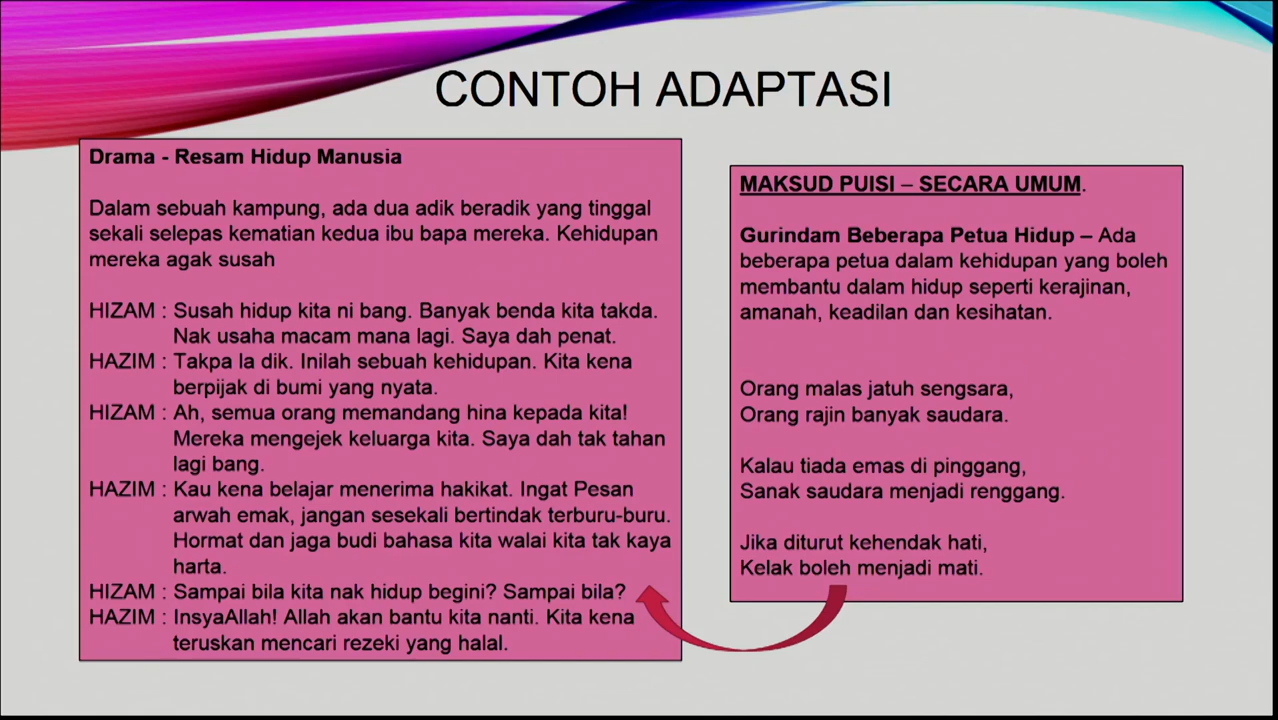 CONTOH ADAPTASI
Drama - Resam Hidup Manusia
Dalam sebuah kampung, ada dua adik beradik yang tinggal
sekali selepas kematian kedua ibu bapa mereka. Kehidupan
mereka agak susah
HIZAM : Susah hidup kita ni bang. Banyak benda kita takda.
Nak usaha macam mana lagi. Saya dah penat.
HAZIM : Takpa la dik. Inilah sebuah kehidupan. Kita kena
berpijak di bumi yang nyata.
HIZAM : Ah, semua orang memandang hina kepada kita!
Mereka mengejek keluarga kita. Saya dah tak tahan
lagi bang.
HAZIM : Kau kena belajar menerima hakikat. Ingat Pesan
arwah emak, jangan sesekali bertindak terburu-buru.
Hormat dan jaga budi bahasa kita walai kita tak kaya
harta.
HIZAM : Sampai bila kita nak hidup begini? Sampai bila?
HAZIM : InsyaAllah! Allah akan bantu kita nanti. Kita kena
teruskan mencari rezeki yang halal.
MAKSUD PUISI – SECARA UMUM.
Gurindam Beberapa Petua Hidup – Ada
beberapa petua dalam kehidupan yang boleh
membantu dalam hidup seperti kerajinan,
amanah, keadilan dan kesihatan.
Orang malas jatuh sengsara,
Orang rajin banyak saudara.
Kalau tiada emas di pinggang,
Sanak saudara menjadi renggang.
Jika diturut kehendak hati,
Kelak boleh menjadi mati.